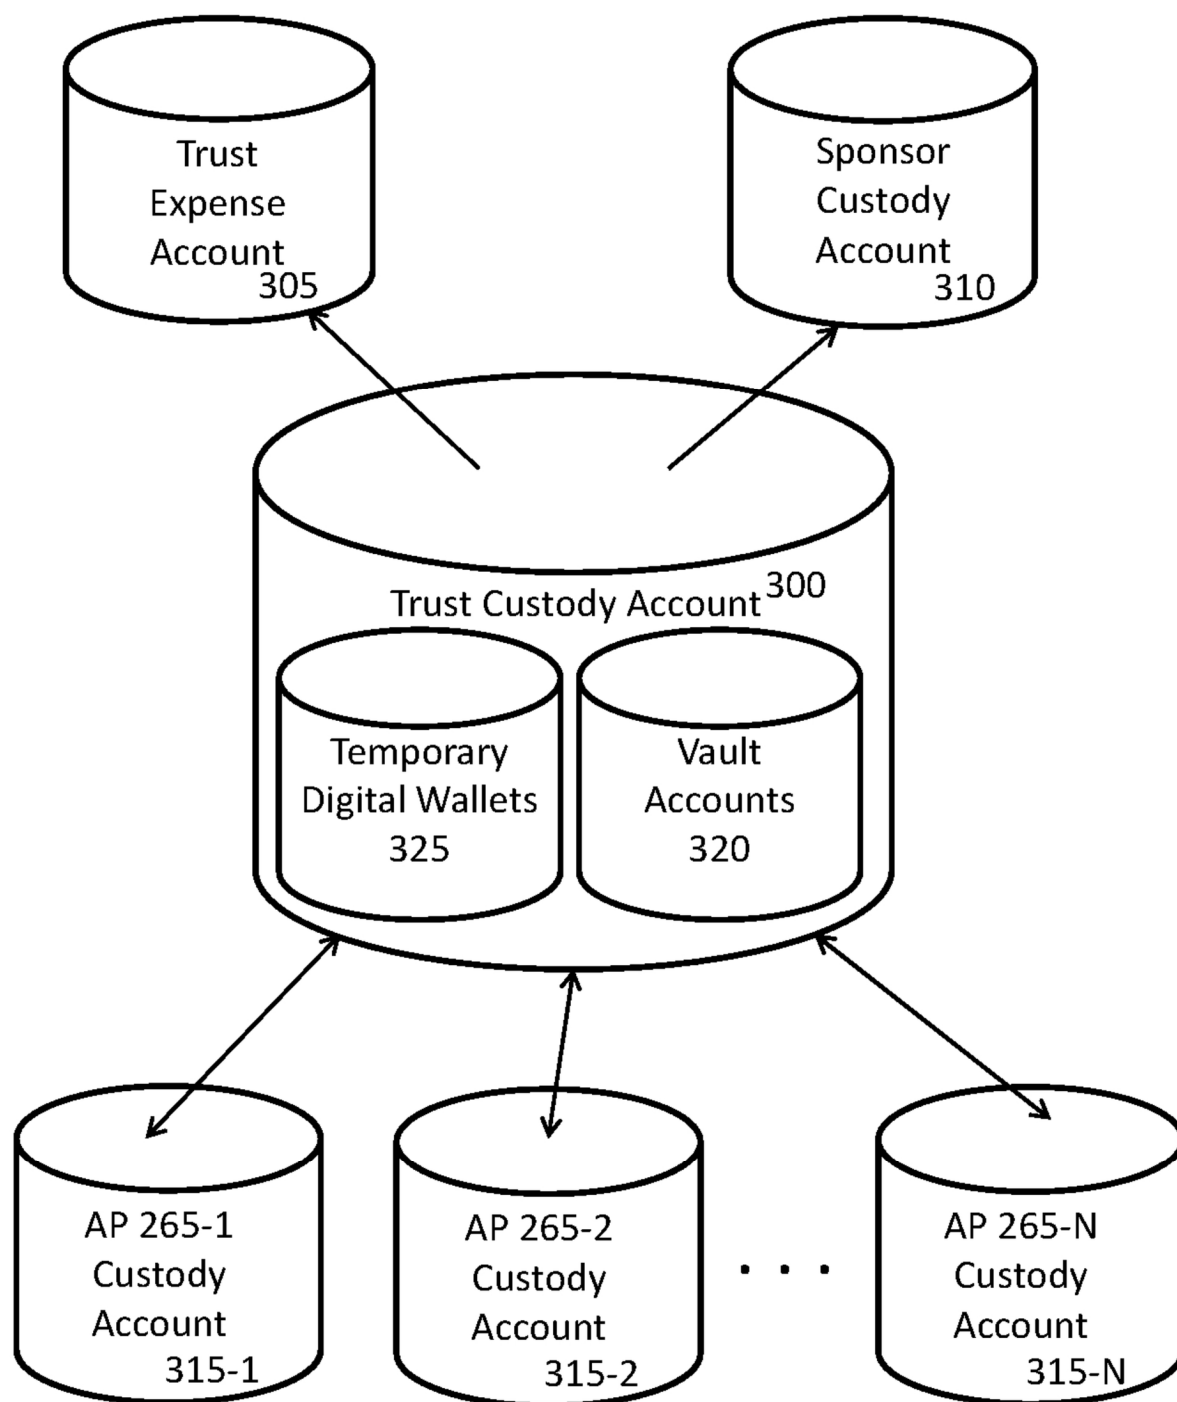 Trust
Expense
Account
305
Sponsor
Custody
Account
310
Trust Custody Account 300
Temporary
Digital Wallets
325
Vault
Accounts
320
AP 265-1
Custody
Account
315-1
AP 265-2
Custody
Account
315-2
. . .
AP 265-N
Custody
Account
315-N